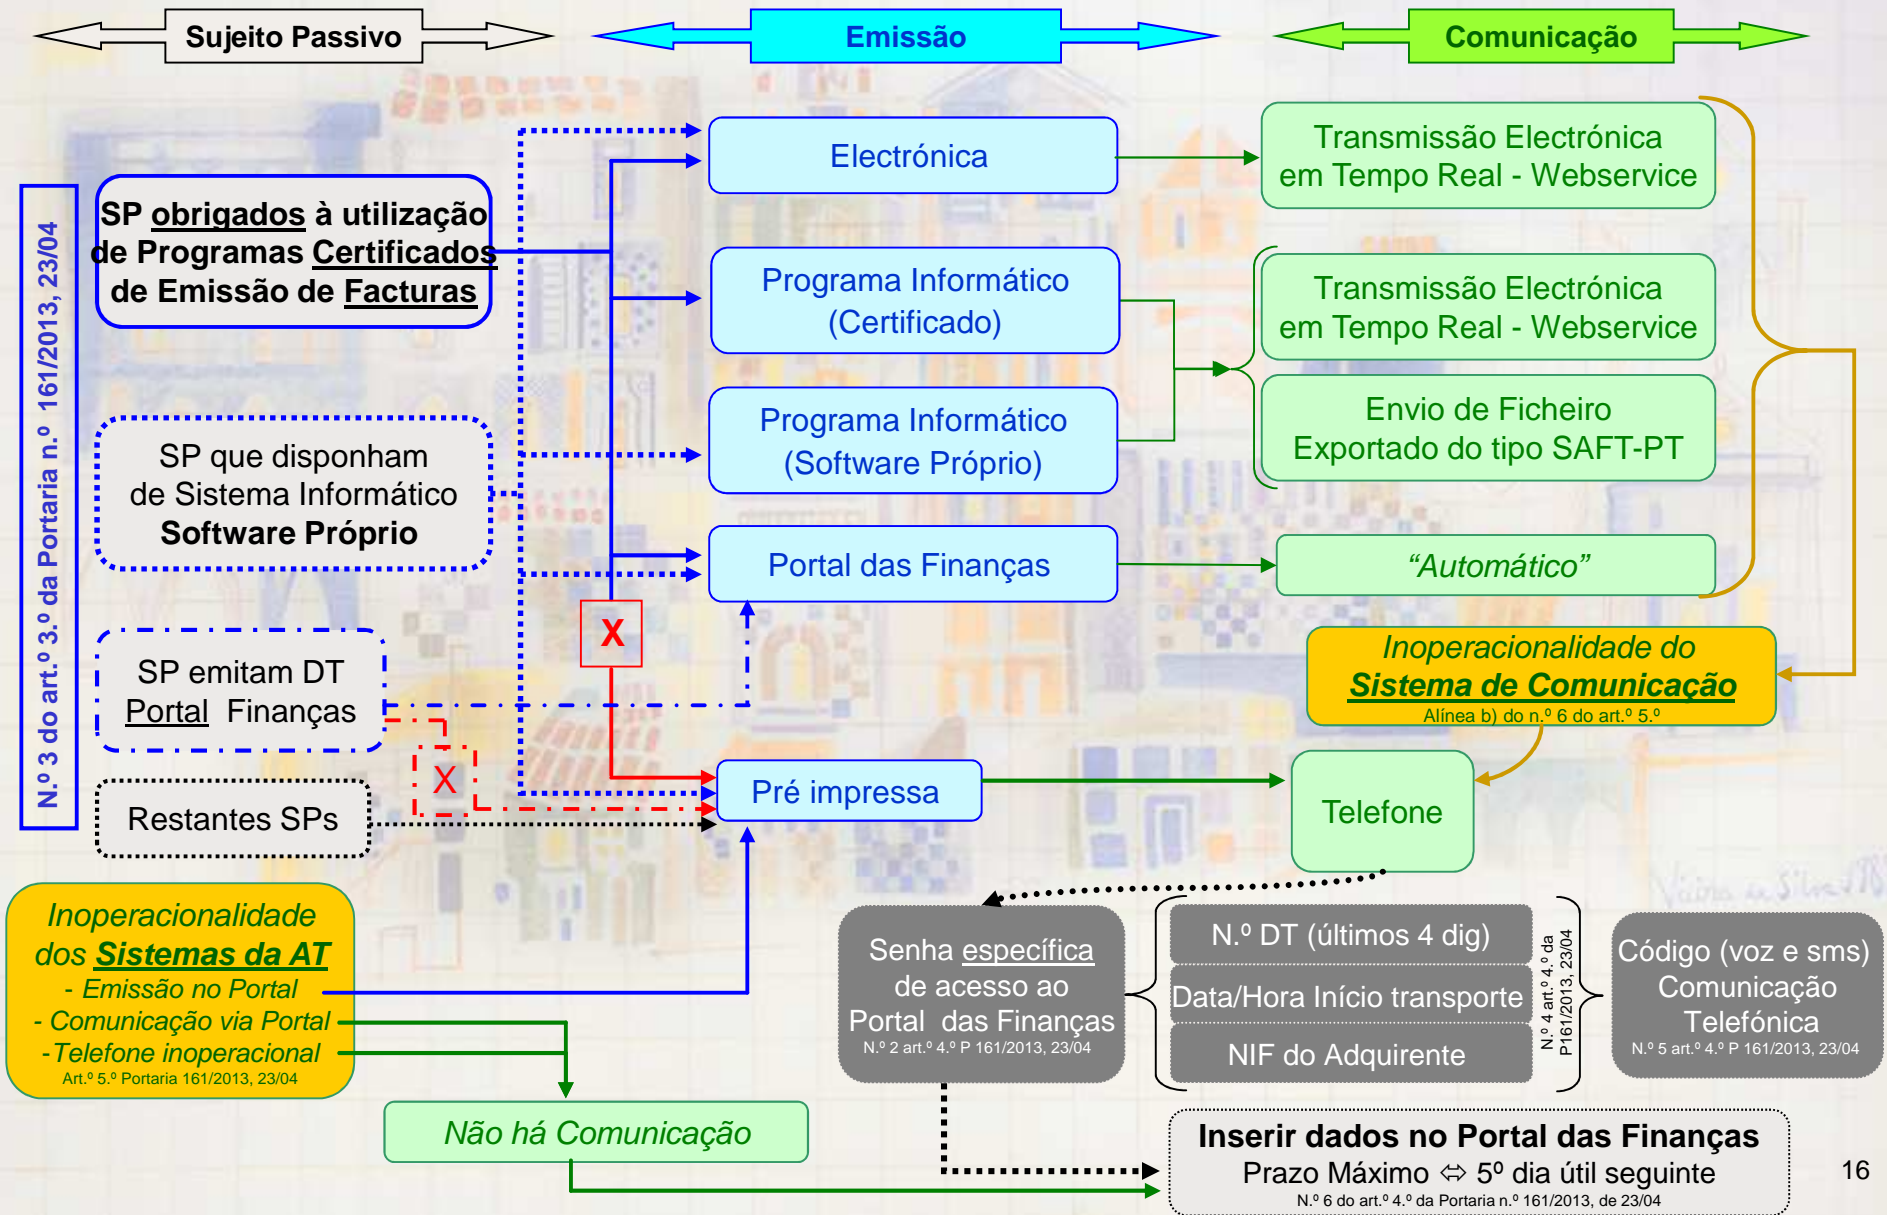 Sujeito Passivo
Emissão
Comunicação
N.º 3 do art.º 3.º da Portaria n.º 161/2013, 23/04
SP obrigados à utilização
de Programas Certificados
de Emissão de Facturas
SP que disponham
de Sistema Informático
Software Próprio
SP emitam DT
Portal Finanças
Restantes SPs
X
X
Electrónica
Programa Informático
(Certificado)
Programa Informático
(Software Próprio)
Portal das Finanças
Pré impressa
Transmissão Electrónica
em Tempo Real - Webservice
Transmissão Electrónica
em Tempo Real - Webservice
Envio de Ficheiro
Exportado do tipo SAFT-PT
“Automático”
Inoperacionalidade do
Sistema de Comunicação
Alínea b) do n.º 6 do art.º 5.º
Telefone
Inoperacionalidade
dos Sistemas da AT
- Emissão no Portal
- Comunicação via Portal
-Telefone inoperacional
Art.º 5.º Portaria 161/2013, 23/04
Não há Comunicação
Senha específica
de acesso ao
Portal das Finanças
N.º 2 art.º 4.º P 161/2013, 23/04
N.º DT (últimos 4 dig)
Data/Hora Início transporte
NIF do Adquirente
N.º 4 art.º 4.º da
P161/2013, 23/04
Código (voz e sms)
Comunicação
Telefónica
N.º 5 art.º 4.º P 161/2013, 23/04
Inserir dados no Portal das Finanças
Prazo Máximo ⇔ 5º dia útil seguinte
N.º 6 do art.º 4.º da Portaria n.º 161/2013, de 23/04
16